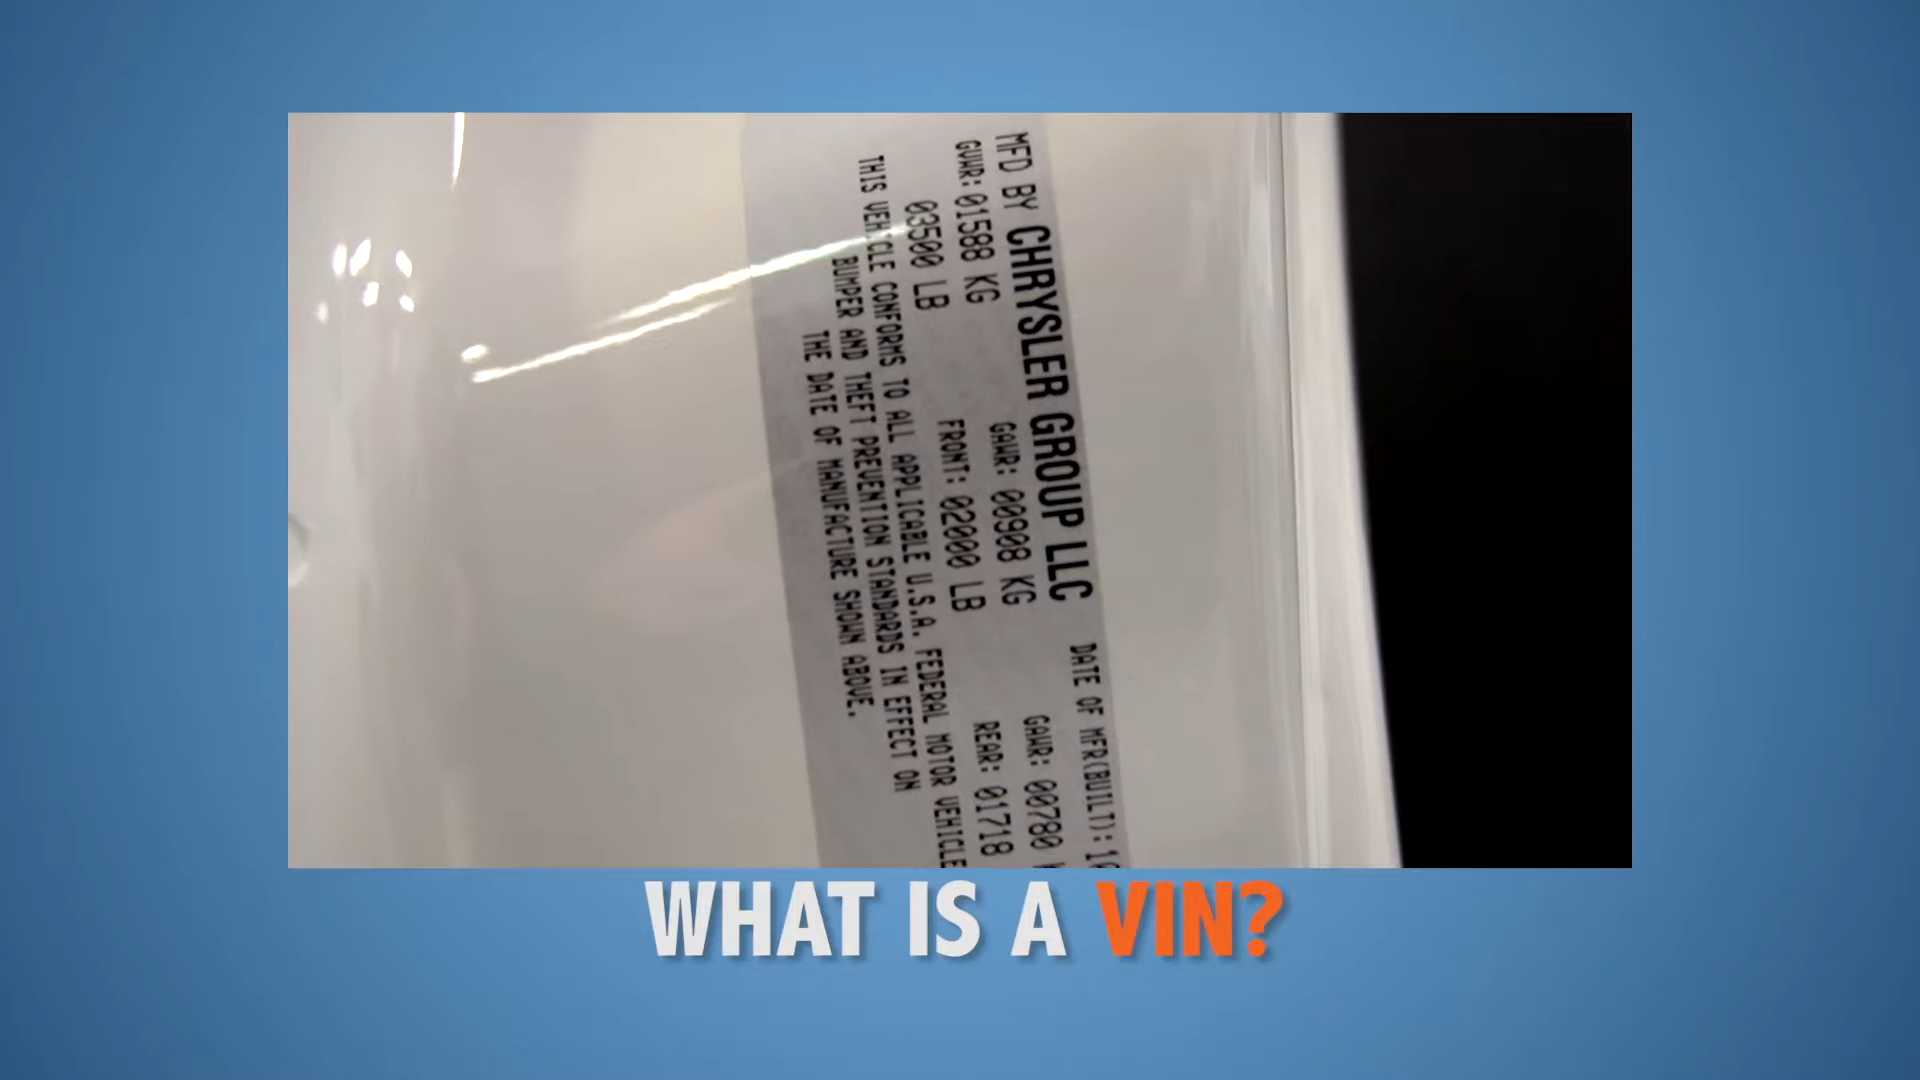 MFD BY CHRYSLER GROUP LLC DATE OF MFR(BUILT):
GVWR: 01588 KG GAWR: 00908 KG GAWR: 00780
03500 LB FRONT: 02000 LB REAR: 01718
THIS VEHICLE CONFORMS TO ALL APPLICABLE U.S.A. FEDERAL MOTOR VEHICLE
BUMPER AND THEFT PREVENTION STANDARDS IN EFFECT ON
THE DATE OF MANUFACTURE SHOWN ABOVE.
WHAT IS A VIN?